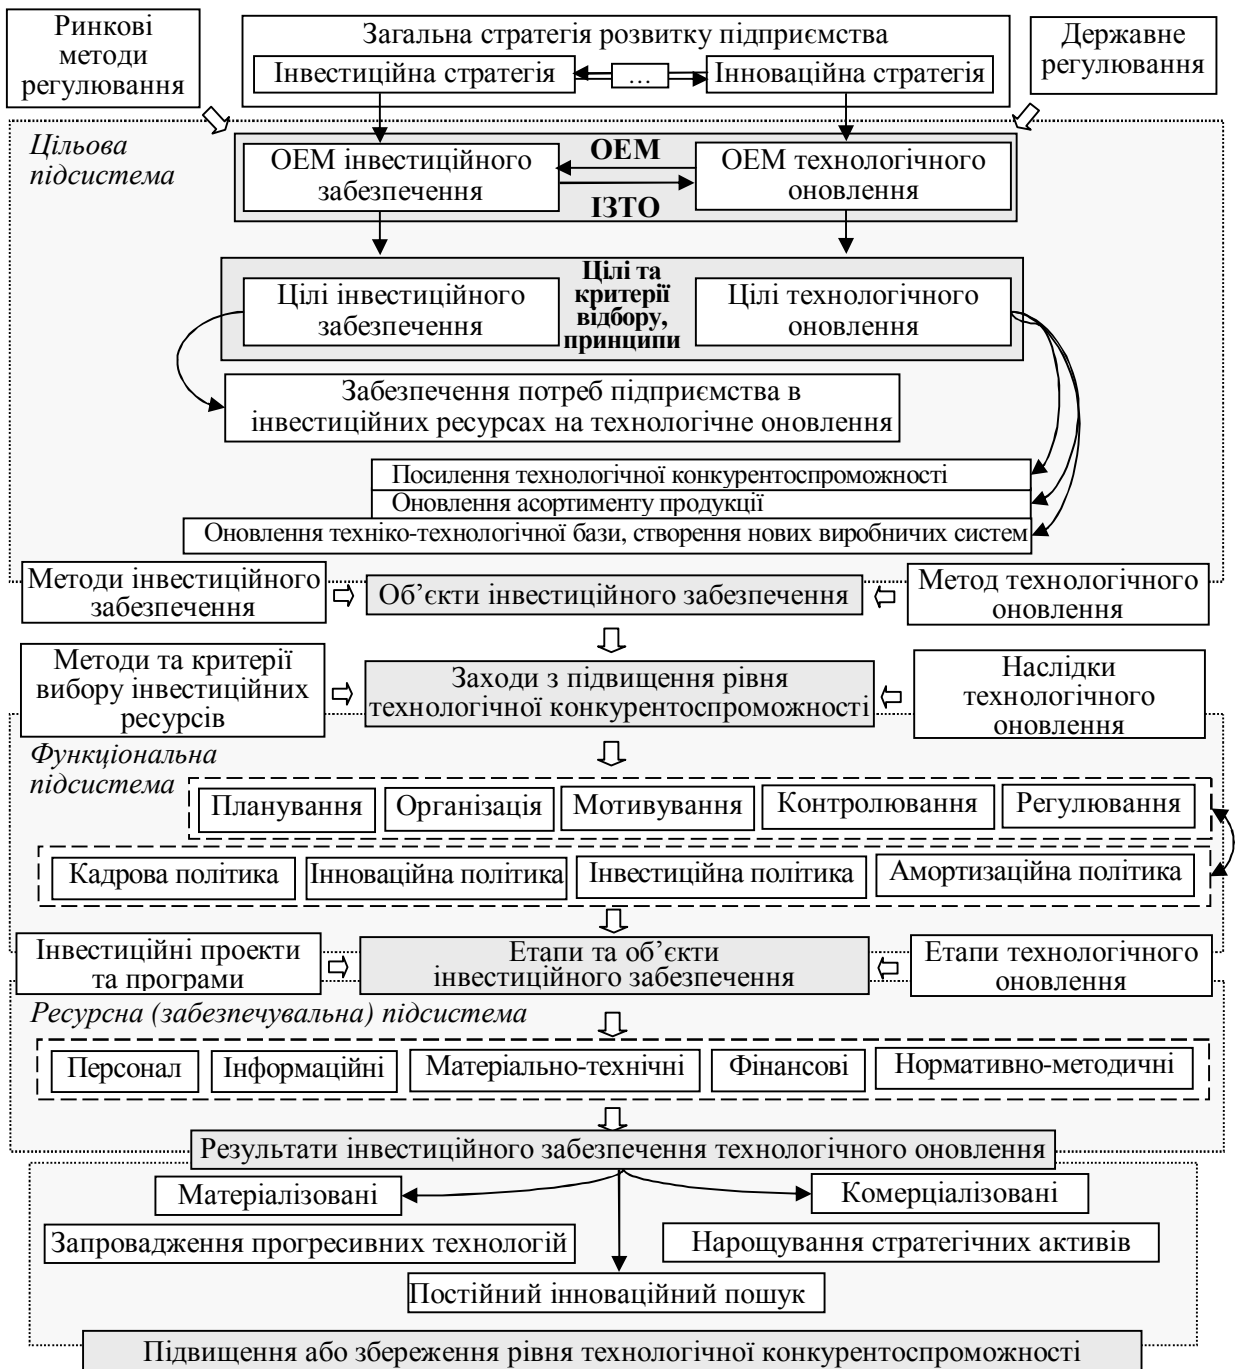 Ринкові
методи
регулювання
Загальна стратегія розвитку підприємства
Інвестиційна стратегія
...
Інноваційна стратегія
Державне
регулювання
Цільова
підсистема
ОЕМ інвестиційного
забезпечення
ОЕМ
ІЗТО
ОЕМ технологічного
оновлення
Цілі інвестиційного
забезпечення
Цілі та
критерії
відбору,
принципи
Цілі технологічного
оновлення
Забезпечення потреб підприємства в
інвестиційних ресурсах на технологічне оновлення
Посилення технологічної конкурентоспроможності
Оновлення асортименту продукції
Оновлення техніко-технологічної бази, створення нових виробничих систем
Методи інвестиційного
забезпечення
Об’єкти інвестиційного забезпечення
Метод технологічного
оновлення
Методи та критерії
вибору інвестиційних
ресурсів
Заходи з підвищення рівня
технологічної конкурентоспроможності
Наслідки
технологічного
оновлення
Функціональна
підсистема
Планування
Організація
Мотивування
Контролювання
Регулювання
Кадрова політика
Інноваційна політика
Інвестиційна політика
Амортизаційна політика
Інвестиційні проекти
та програми
Етапи та об’єкти
інвестиційного забезпечення
Етапи технологічного
оновлення
Ресурсна (забезпечувальна) підсистема
Персонал
Інформаційні
Матеріально-технічні
Фінансові
Нормативно-методичні
Результати інвестиційного забезпечення технологічного оновлення
Матеріалізовані
Комерціалізовані
Запровадження прогресивних технологій
Нарощування стратегічних активів
Постійний інноваційний пошук
Підвищення або збереження рівня технологічної конкурентоспроможності